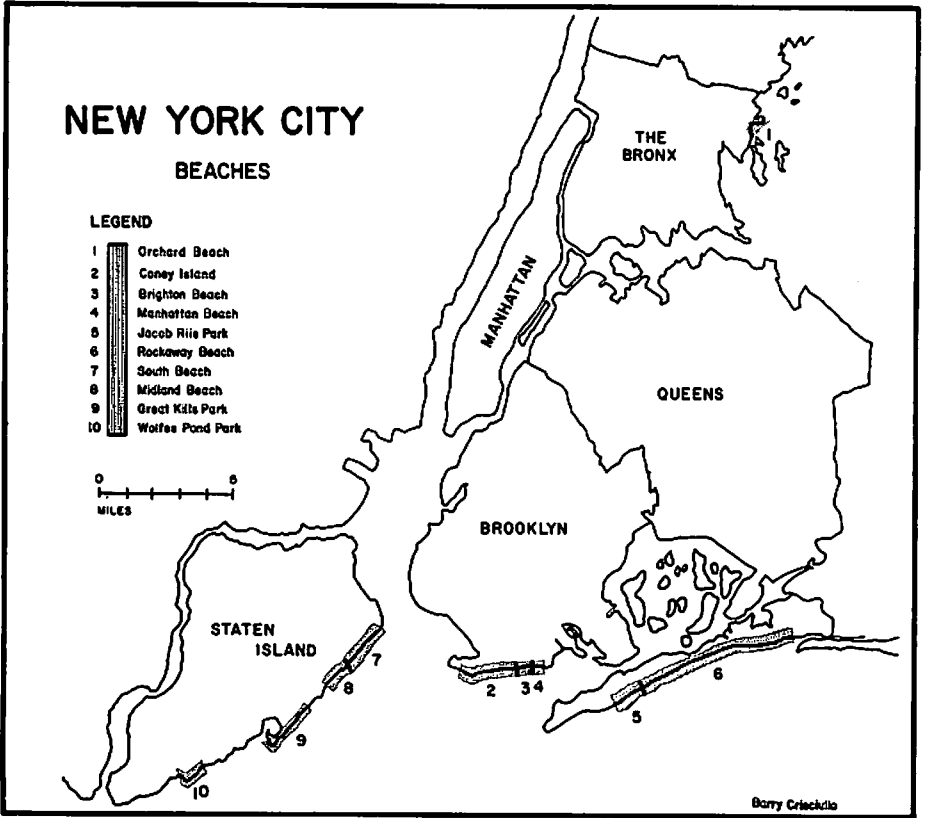 NEW YORK CITY
BEACHES
LEGEND
1 Orchard Beach
2 Coney Island
3 Brighton Beach
4 Manhattan Beach
5 Jacob Riis Park
6 Rockaway Beach
7 South Beach
8 Midland Beach
9 Great Kills Park
10 Wolfes Pond Park
0 5
MILES
THE
BRONX
1
MANHATTAN
QUEENS
BROOKLYN
STATEN
ISLAND
7
8
9
10
2
3 4
5
6
Barry